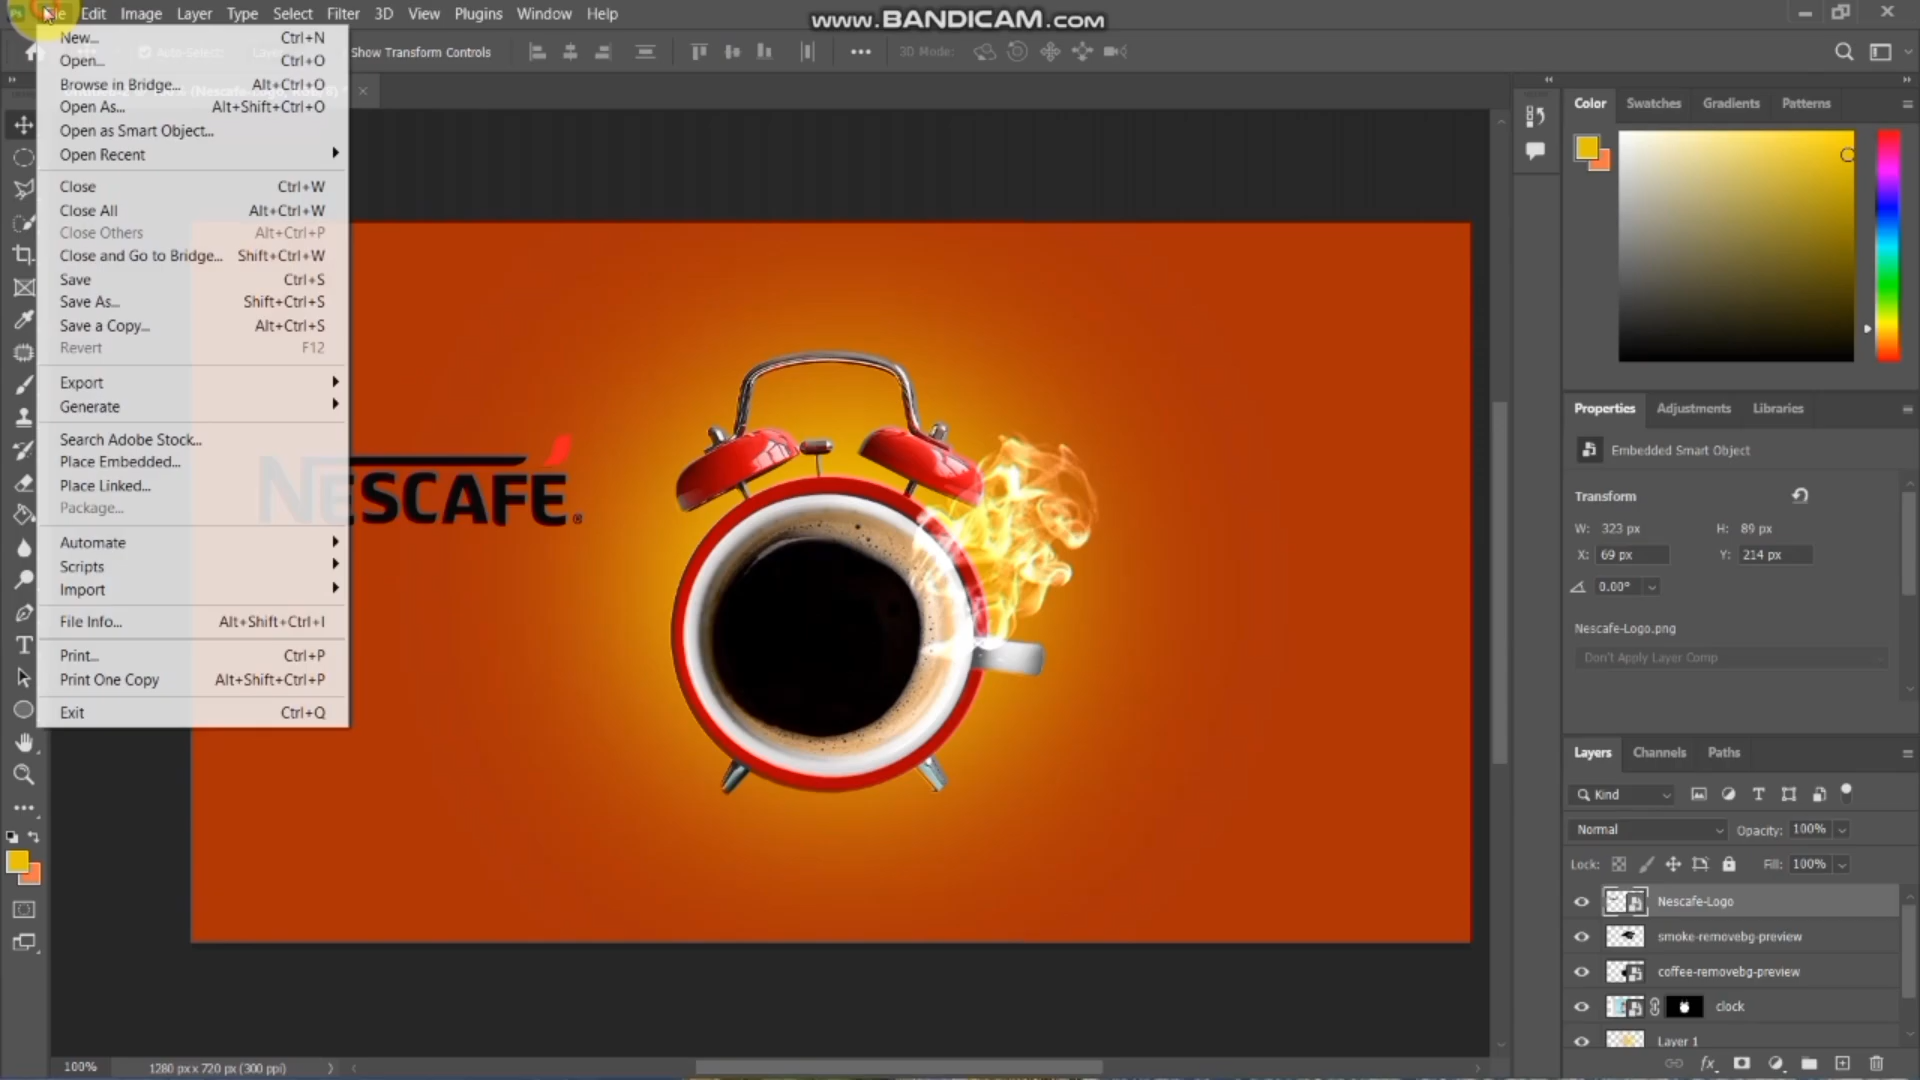 Edit Image Layer Type Select Filter 3D View Plugins Window Help
www.BANDICAM.com
Auto-Select: Show Transform Controls
3D Mode:
New... Ctrl+N
Open... Ctrl+O
Browse in Bridge... Alt+Ctrl+O
Open As... Alt+Shift+Ctrl+O
Open as Smart Object...
Open Recent
Close Ctrl+W
Close All Alt+Ctrl+W
Close Others Alt+Ctrl+P
Close and Go to Bridge... Shift+Ctrl+W
Save Ctrl+S
Save As... Shift+Ctrl+S
Save a Copy... Alt+Ctrl+S
Revert F12
Export
Generate
Search Adobe Stock...
Place Embedded...
Place Linked...
Package...
Automate
Scripts
Import
File Info... Alt+Shift+Ctrl+I
Print... Ctrl+P
Print One Copy Alt+Shift+Ctrl+P
Exit Ctrl+Q
NESCAFÉ®
Color Swatches Gradients Patterns
Properties Adjustments Libraries
Embedded Smart Object
Transform
W: 323 px H: 89 px
X: 69 px Y: 214 px
0.00°
Nescafe-Logo.png
Don't Apply Layer Comp
Layers Channels Paths
Kind
Normal Opacity: 100%
Lock: Fill: 100%
Nescafe-Logo
smoke-removebg-preview
coffee-removebg-preview
clock
Layer 1
100% 1280 px x 720 px (300 ppi)